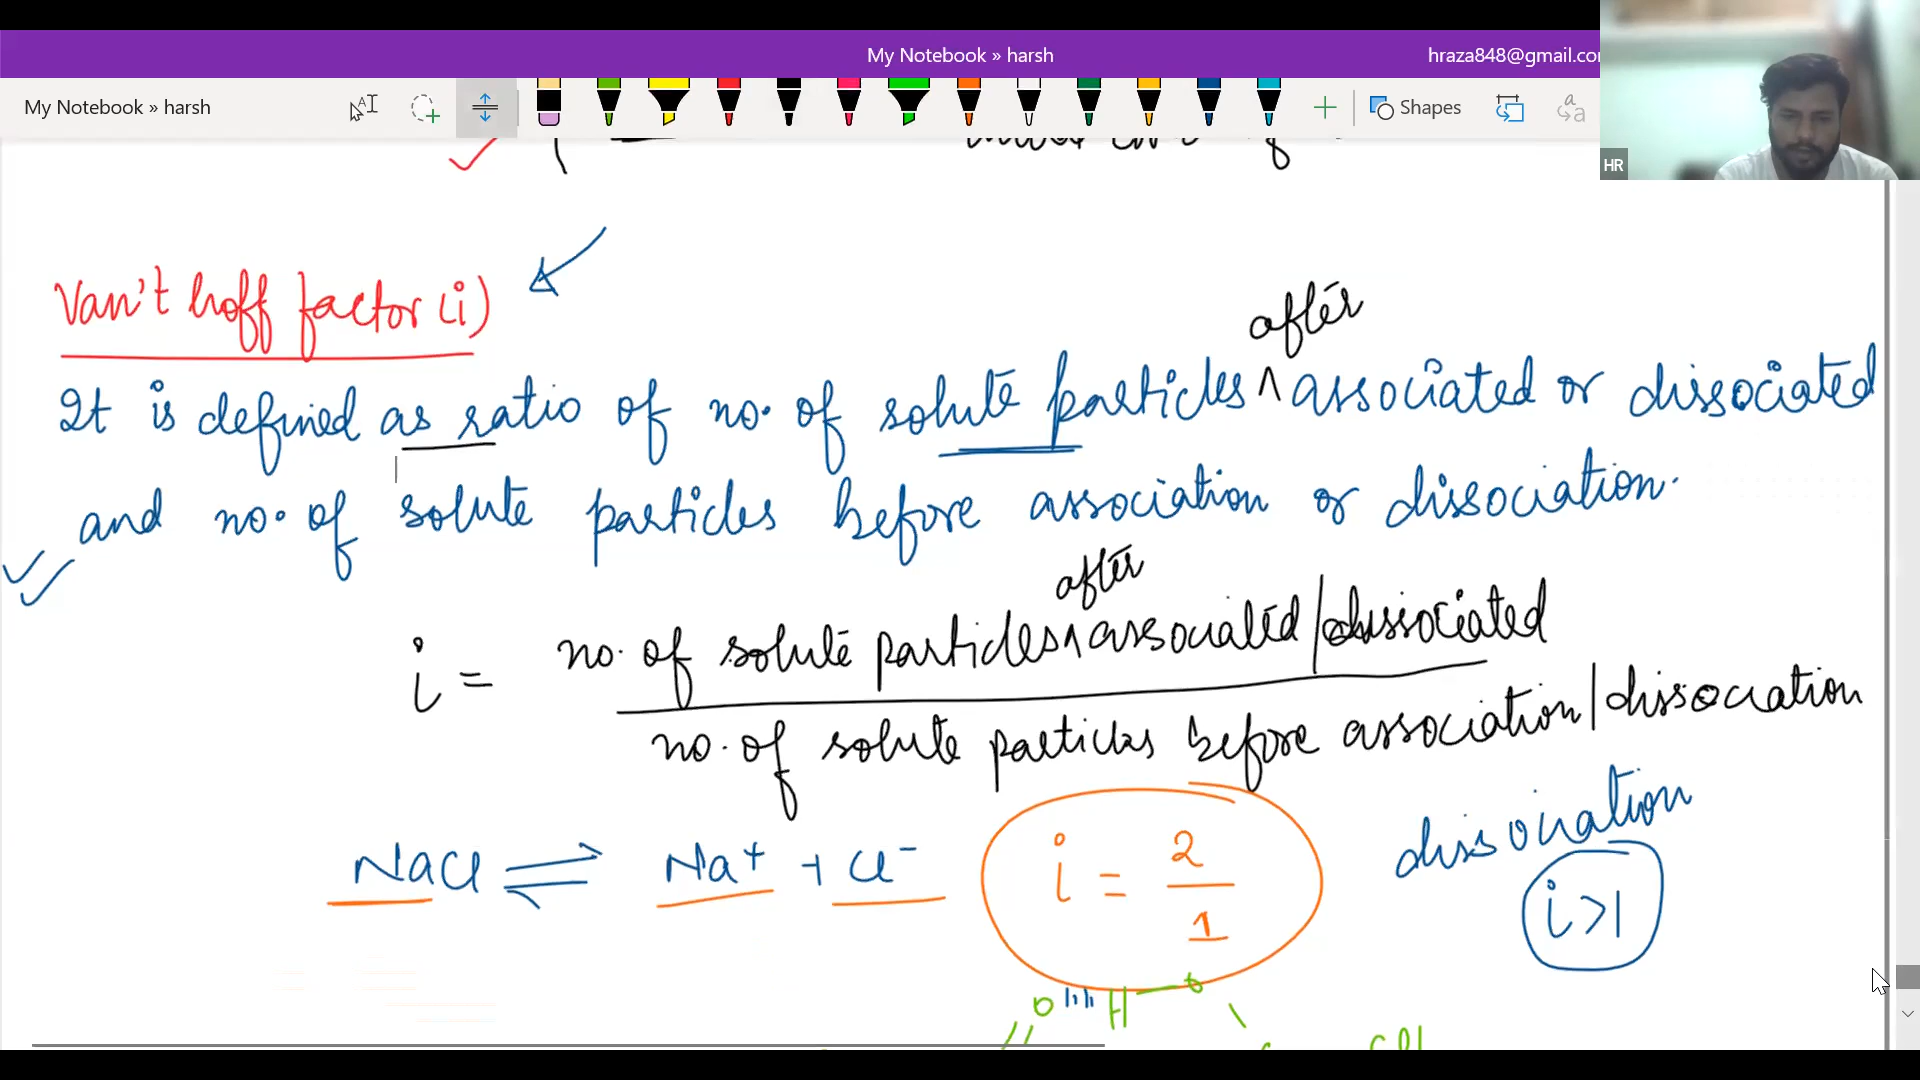 My Notebook » harsh
hraza848@gmail.co
My Notebook » harsh
Shapes
HR
Van't hoff factor (i)
after
It is defined as ratio of no. of solute particles ^ associated or dissociated
and no. of solute particles before association or dissociation.
after
i = no. of solute particles ^ associated/dissociated
no. of solute particles before association/dissociation
NaCl ⇌ Na+ + Cl- i = 2/1
dissociation
i>1
O H O